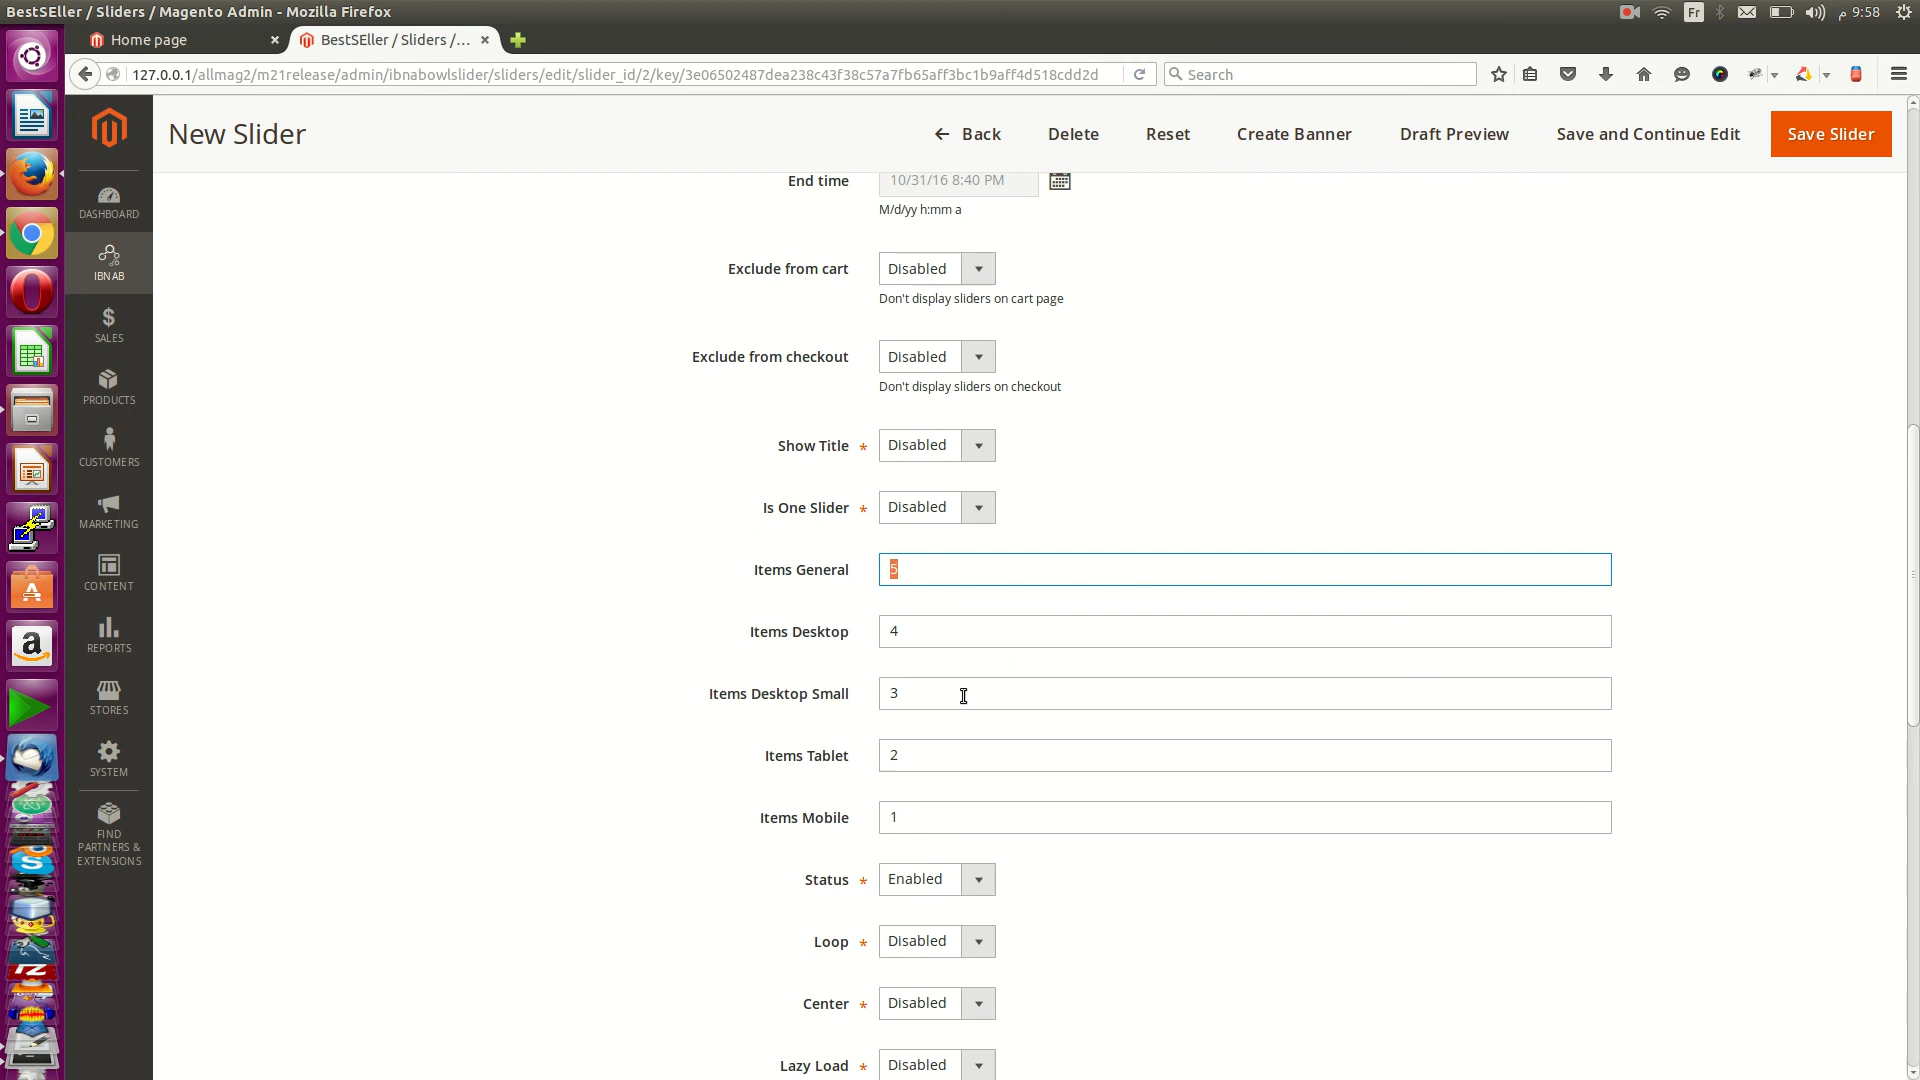 BestSEller / Sliders / Magento Admin - Mozilla Firefox
Fr
9:58 م
Home page
BestSEller / Sliders /...
127.0.0.1/allmag2/m21release/admin/ibnabowlslider/sliders/edit/slider_id/2/key/3e06502487dea238c43f38c57a7fb65aff3bc1b9aff4d518cdd2d
Search
New Slider
Back
Delete
Reset
Create Banner
Draft Preview
Save and Continue Edit
Save Slider
DASHBOARD
IBNAB
SALES
PRODUCTS
CUSTOMERS
MARKETING
CONTENT
REPORTS
STORES
SYSTEM
FIND
PARTNERS &
EXTENSIONS
End time 10/31/16 8:40 PM
M/d/yy h:mm a
Exclude from cart Disabled
Don't display sliders on cart page
Exclude from checkout Disabled
Don't display sliders on checkout
Show Title * Disabled
Is One Slider * Disabled
Items General 5
Items Desktop 4
Items Desktop Small 3
Items Tablet 2
Items Mobile 1
Status * Enabled
Loop * Disabled
Center * Disabled
Lazy Load * Disabled